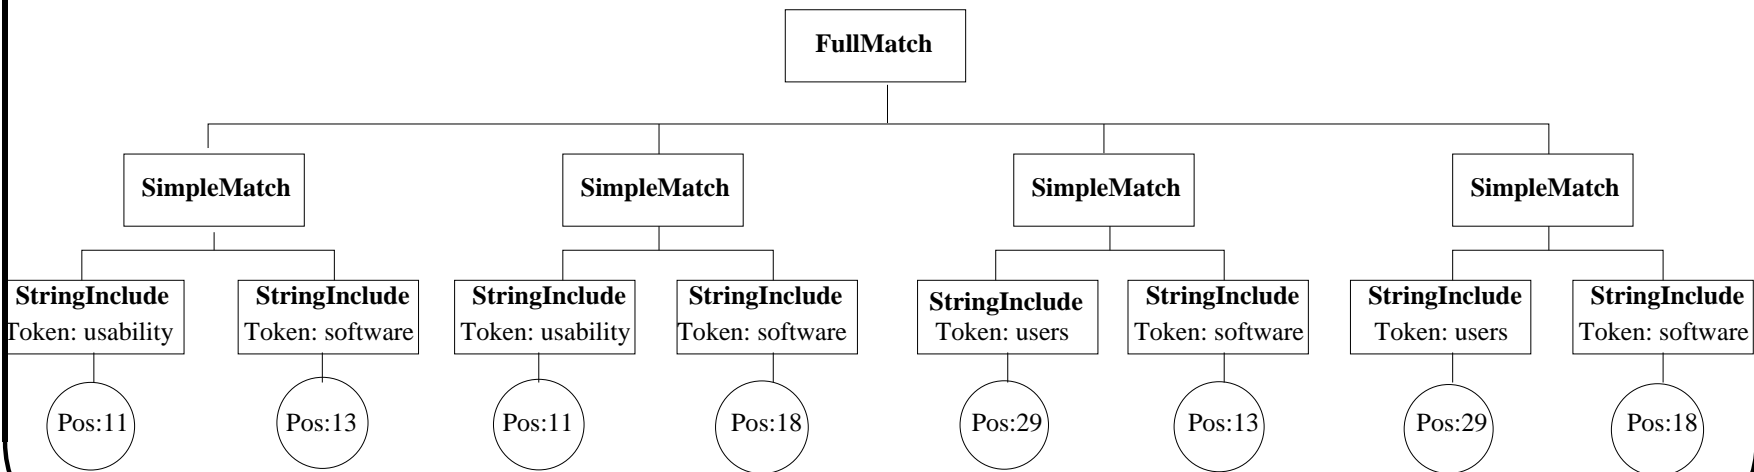 FullMatch
SimpleMatch
SimpleMatch
SimpleMatch
SimpleMatch
StringInclude
Token: usability
StringInclude
Token: software
StringInclude
Token: usability
StringInclude
Token: software
StringInclude
Token: users
StringInclude
Token: software
StringInclude
Token: users
StringInclude
Token: software
Pos:11
Pos:13
Pos:11
Pos:18
Pos:29
Pos:13
Pos:29
Pos:18